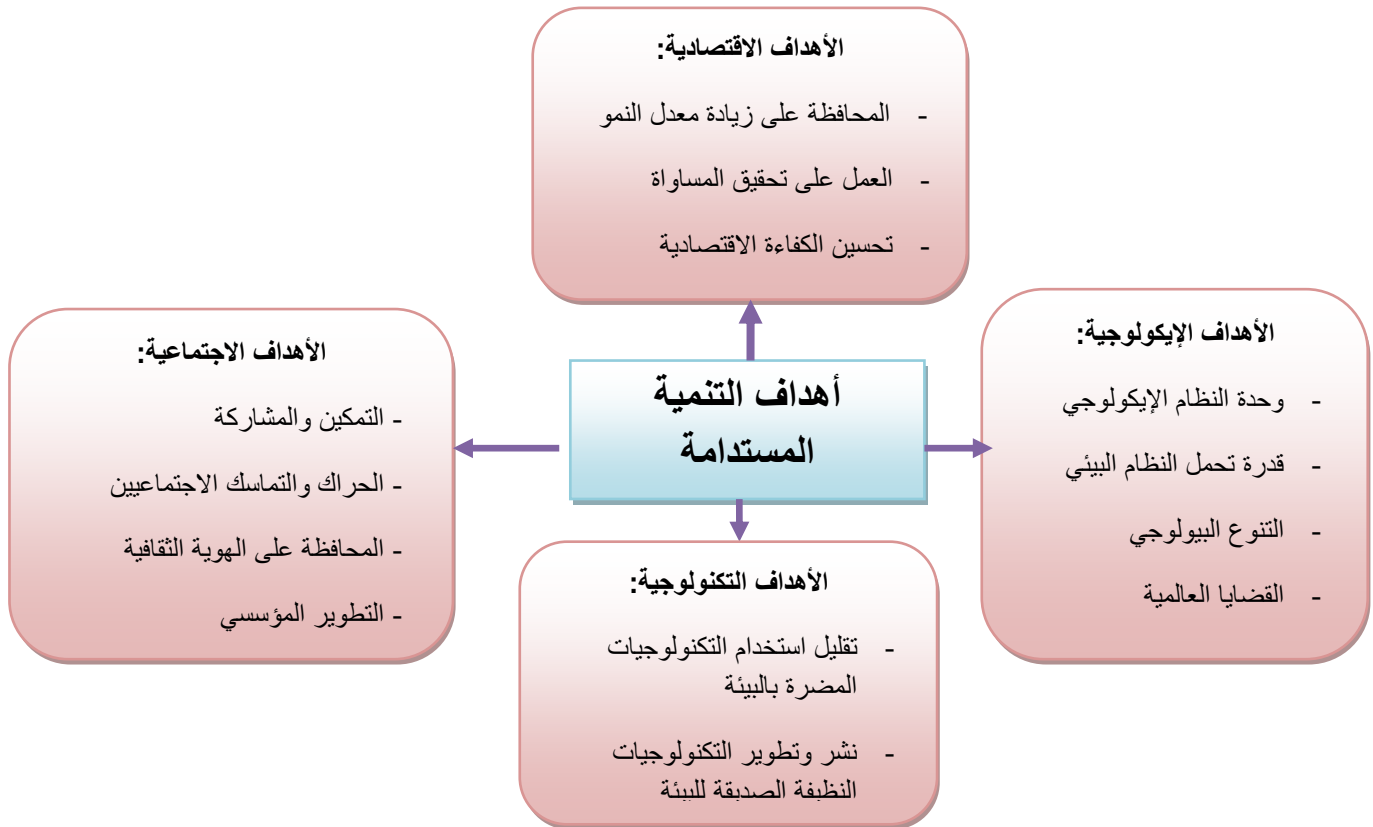 الأهداف الاقتصادية:
- المحافظة على زيادة معدل النمو
- العمل على تحقيق المساواة
- تحسين الكفاءة الاقتصادية
الأهداف الإيكولوجية:
- وحدة النظام الإيكولوجي
- قدرة تحمل النظام البيئي
- التنوع البيولوجي
- القضايا العالمية
أهداف التنمية
المستدامة
الأهداف الاجتماعية:
- التمكين والمشاركة
- الحراك والتماسك الاجتماعيين
- المحافظة على الهوية الثقافية
- التطوير المؤسسي
الأهداف التكنولوجية:
- تقليل استخدام التكنولوجيات
المضرة بالبيئة
- نشر وتطوير التكنولوجيات
النظيفة الصديقة للبيئة